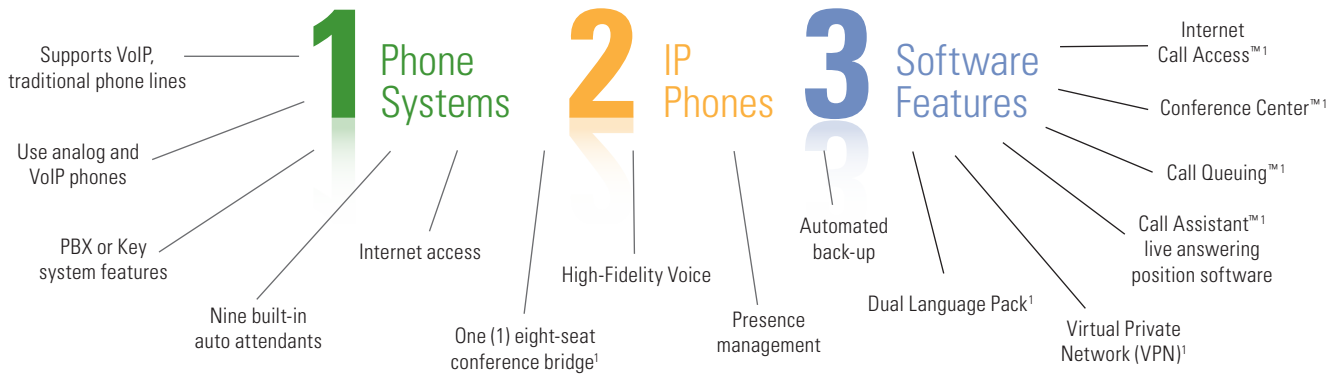 1 Phone
Systems
2 IP
Phones
3 Software
Features
Supports VoIP,
traditional phone lines
Use analog and
VoIP phones
PBX or Key
system features
Nine built-in
auto attendants
Internet access
One (1) eight-seat
conference bridge¹
High-Fidelity Voice
Presence
management
Automated
back-up
Dual Language Pack¹
Virtual Private
Network (VPN)¹
Call Assistant™¹
live answering
position software
Call Queuing™¹
Conference Center™¹
Internet
Call Access™¹